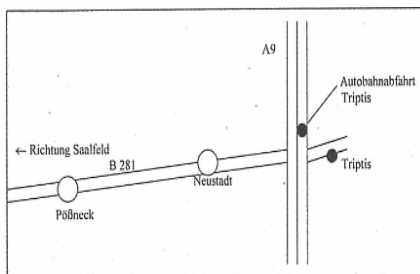 A9
Autobahnabfahrt
Triptis
← Richtung Saalfeld
B 281
Neustadt
Triptis
Pößneck